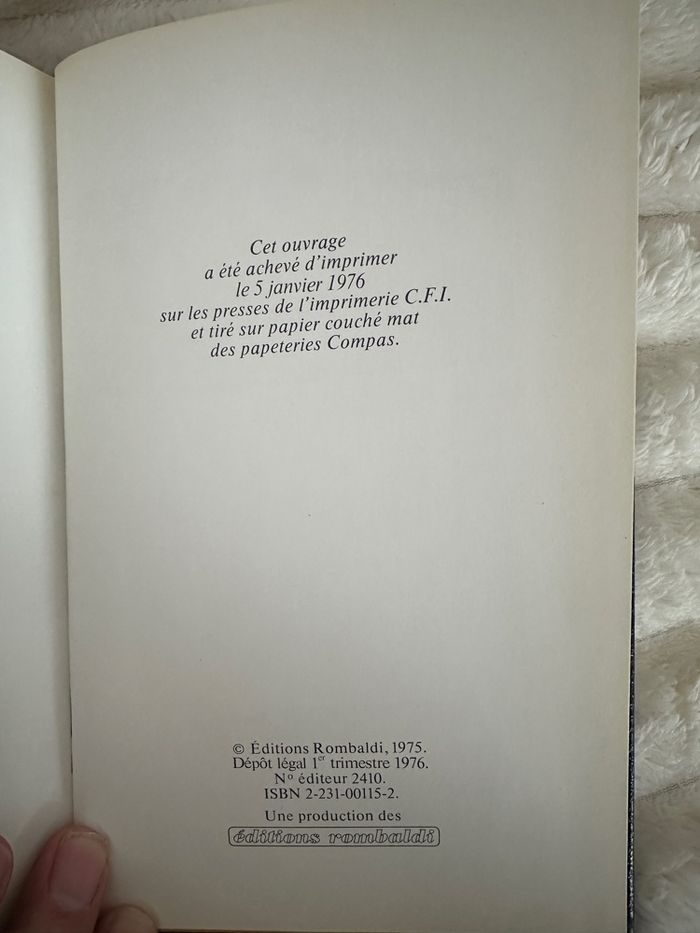 Cet ouvrage
a été achevé d'imprimer
le 5 janvier 1976
sur les presses de l'imprimerie C.F.I.
et tiré sur papier couché mat
des papeteries Compas.
© Éditions Rombaldi, 1975.
Dépôt légal 1er trimestre 1976.
No éditeur 2410.
ISBN 2-231-00115-2.
Une production des
éditions rombaldi